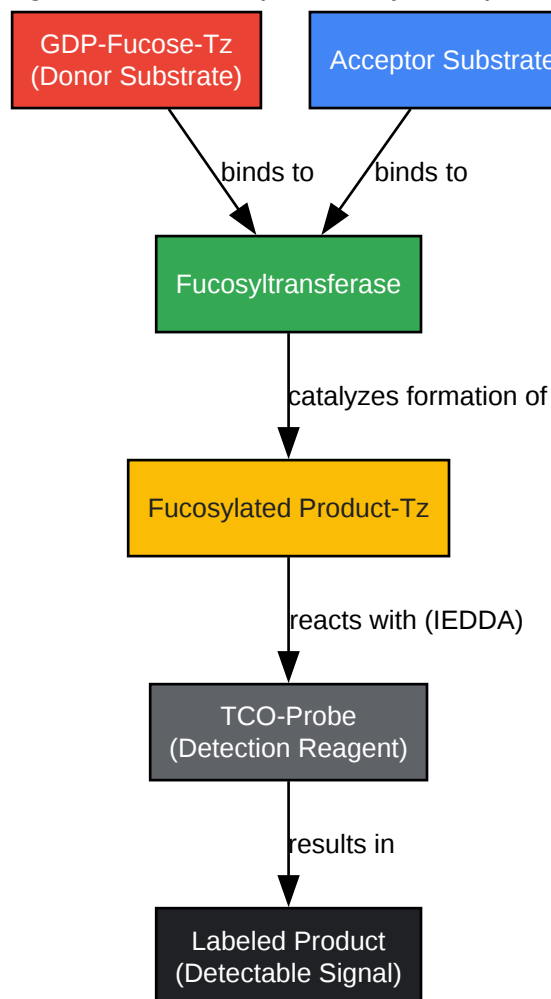 GDP-Fucose-Tz
(Donor Substrate)
Acceptor Substrate
binds to
binds to
Fucosyltransferase
catalyzes formation of
Fucosylated Product-Tz
reacts with (IEDDA)
TCO-Probe
(Detection Reagent)
results in
Labeled Product
(Detectable Signal)